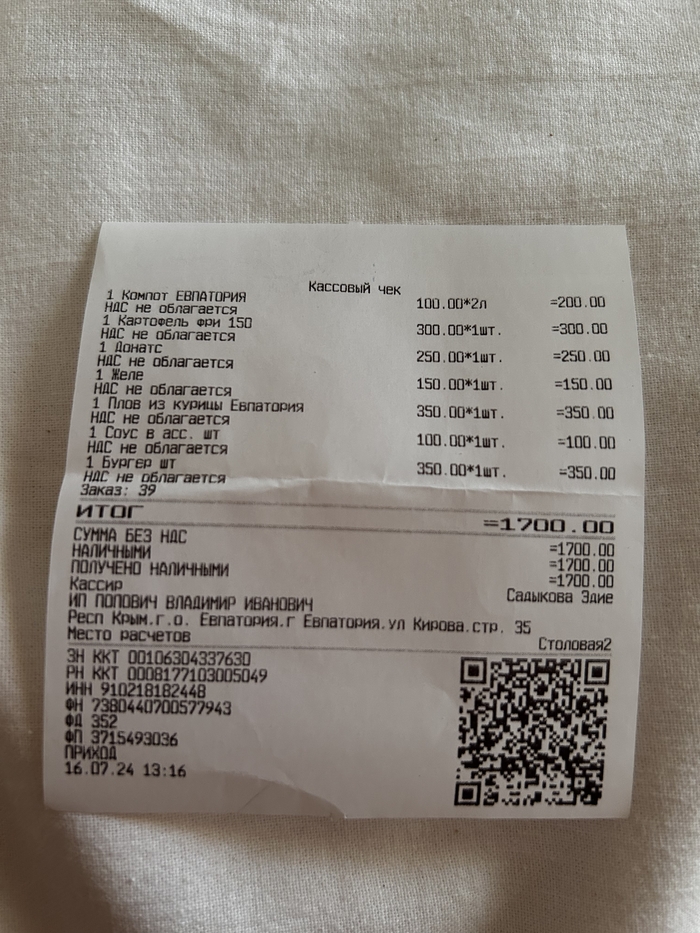 Кассовый чек
1 Компот ЕВПАТОРИЯ
НДС не облагается 100.00*2л =200.00
1 Картофель фри 150
НДС не облагается 300.00*1шт. =300.00
1 Донатс
НДС не облагается 250.00*1шт. =250.00
1 Желе
НДС не облагается 150.00*1шт. =150.00
1 Плов из курицы Евпатория
НДС не облагается 350.00*1шт. =350.00
1 Соус в асс. шт
НДС не облагается 100.00*1шт. =100.00
1 Бургер шт
НДС не облагается 350.00*1шт. =350.00
Заказ: 39
ИТОГ =1700.00
СУММА БЕЗ НДС =1700.00
НАЛИЧНЫМИ =1700.00
ПОЛУЧЕНО НАЛИЧНЫМИ =1700.00
Кассир Садыкова Эдие
ИП ПОПОВИЧ ВЛАДИМИР ИВАНОВИЧ
Респ Крым.г.о. Евпатория.г Евпатория.ул Кирова.стр. 35
Место расчетов Столовая2
ЗН ККТ 00106304337630
РН ККТ 0008177103005049
ИНН 910218182448
ФН 7380440700577943
ФД 352
ФП 3715493036
ПРИХОД
16.07.24 13:16